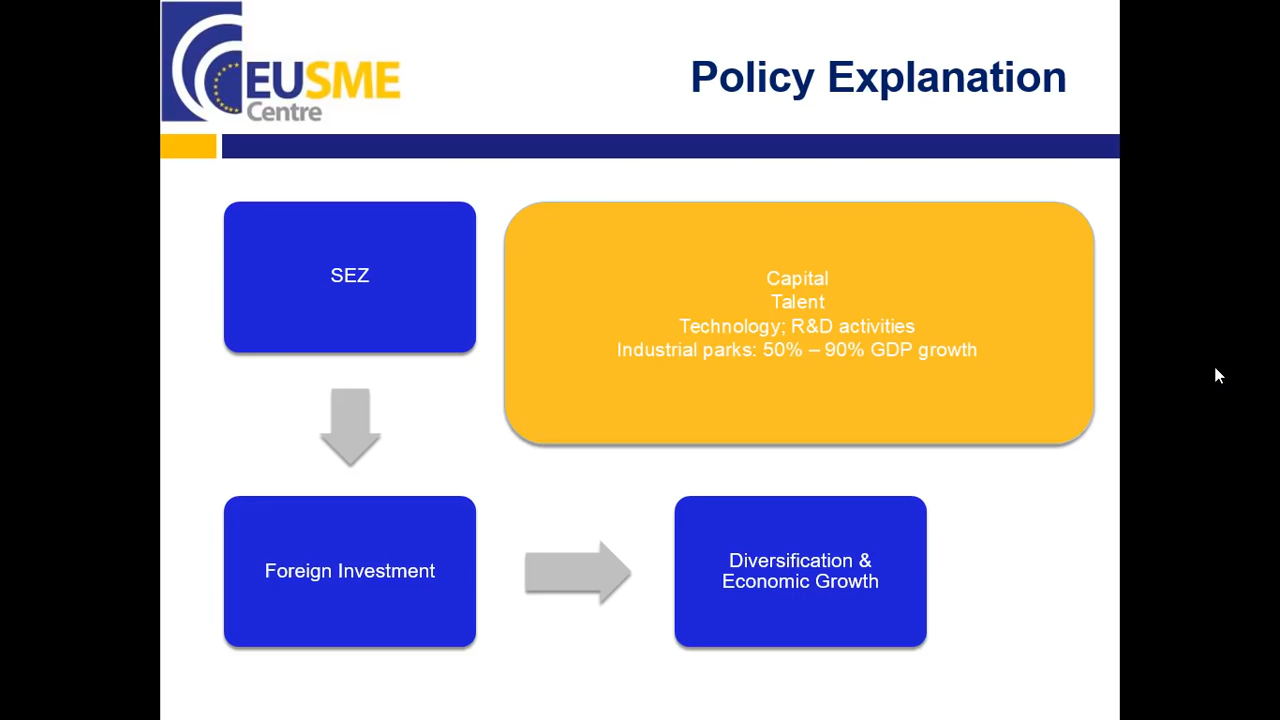 EUSME
Centre
Policy Explanation
SEZ
Capital
Talent
Technology; R&D activities
Industrial parks: 50% – 90% GDP growth
Foreign Investment
Diversification &
Economic Growth